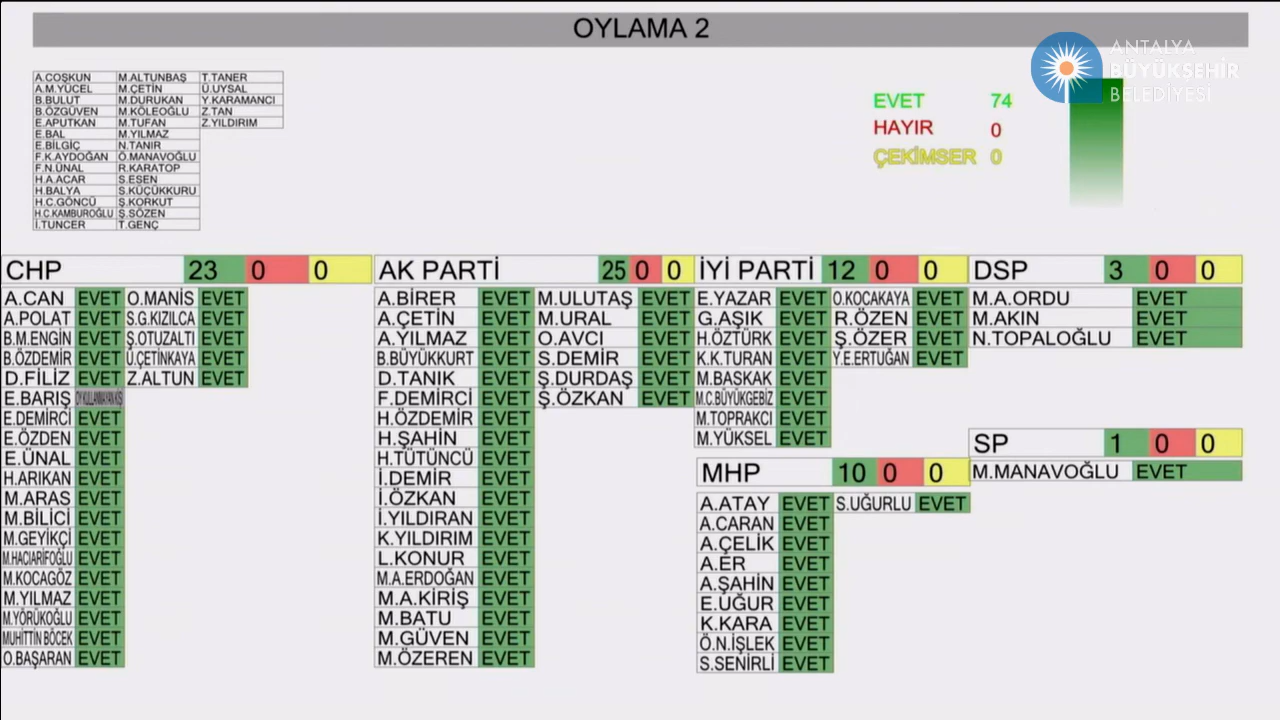 OYLAMA 2
ANTALYA
BÜYÜKŞEHİR
BELEDİYESİ
A.COŞKUN M.ALTUNBAŞ T.TANER
A.M.YÜCEL M.ÇETİN Ü.UYSAL
B.BULUT M.DURUKAN Y.KARAMANCI
B.ÖZGÜVEN M.KÖLEOĞLU Z.TAN
E.APUTKAN M.TUFAN Z.YILDIRIM
E.BAL M.YILMAZ
E.BİLGİÇ N.TANIR
F.K.AYDOĞAN Ö.MANAVOĞLU
F.N.ÜNAL R.KARATOP
H.A.ACAR S.ESEN
H.BALYA S.KÜÇÜKKURU
H.C.GÖNCÜ Ş.KORKUT
H.C.KAMBUROĞLU Ş.SÖZEN
İ.TUNCER T.GENÇ
EVET 74
HAYIR 0
ÇEKİMSER 0
CHP 23 0 0
A.CAN EVET O.MANİS EVET
A.POLAT EVET S.G.KIZILCA EVET
B.M.ENGİN EVET Ş.OTUZALTI EVET
B.ÖZDEMİR EVET Ü.ÇETİNKAYA EVET
D.FİLİZ EVET Z.ALTUN EVET
E.BARIŞ OY KULLANMAYAN KİŞİ
E.DEMİRCİ EVET
E.ÖZDEN EVET
E.ÜNAL EVET
H.ARIKAN EVET
M.ARAS EVET
M.BİLİCİ EVET
M.GEYİKÇİ EVET
M.HACIARİFOĞLU EVET
M.KOCAGÖZ EVET
M.YILMAZ EVET
M.YÖRÜKOĞLU EVET
MUHİTTİN BÖCEK EVET
O.BAŞARAN EVET
AK PARTİ 25 0 0
A.BİRER EVET M.ULUTAŞ EVET
A.ÇETİN EVET M.URAL EVET
A.YILMAZ EVET O.AVCI EVET
B.BÜYÜKKURT EVET S.DEMİR EVET
D.TANIK EVET Ş.DURDAŞ EVET
F.DEMİRCİ EVET Ş.ÖZKAN EVET
H.ÖZDEMİR EVET
H.ŞAHİN EVET
H.TÜTÜNCÜ EVET
İ.DEMİR EVET
İ.ÖZKAN EVET
İ.YILDIRAN EVET
K.YILDIRIM EVET
L.KONUR EVET
M.A.ERDOĞAN EVET
M.A.KİRİŞ EVET
M.BATU EVET
M.GÜVEN EVET
M.ÖZEREN EVET
İYİ PARTİ 12 0 0
E.YAZAR EVET O.KOCAKAYA EVET
G.AŞIK EVET R.ÖZEN EVET
H.ÖZTÜRK EVET Ş.ÖZER EVET
K.K.TURAN EVET Y.E.ERTUĞAN EVET
M.BASKAK EVET
M.C.BÜYÜKGEBİZ EVET
M.TOPRAKCI EVET
M.YÜKSEL EVET
MHP 10 0 0
A.ATAY EVET S.UĞURLU EVET
A.CARAN EVET
A.ÇELİK EVET
A.ER EVET
A.ŞAHİN EVET
E.UĞUR EVET
K.KARA EVET
Ö.N.İŞLEK EVET
S.SENİRLİ EVET
DSP 3 0 0
M.A.ORDU EVET
M.AKIN EVET
N.TOPALOĞLU EVET
SP 1 0 0
M.MANAVOĞLU EVET